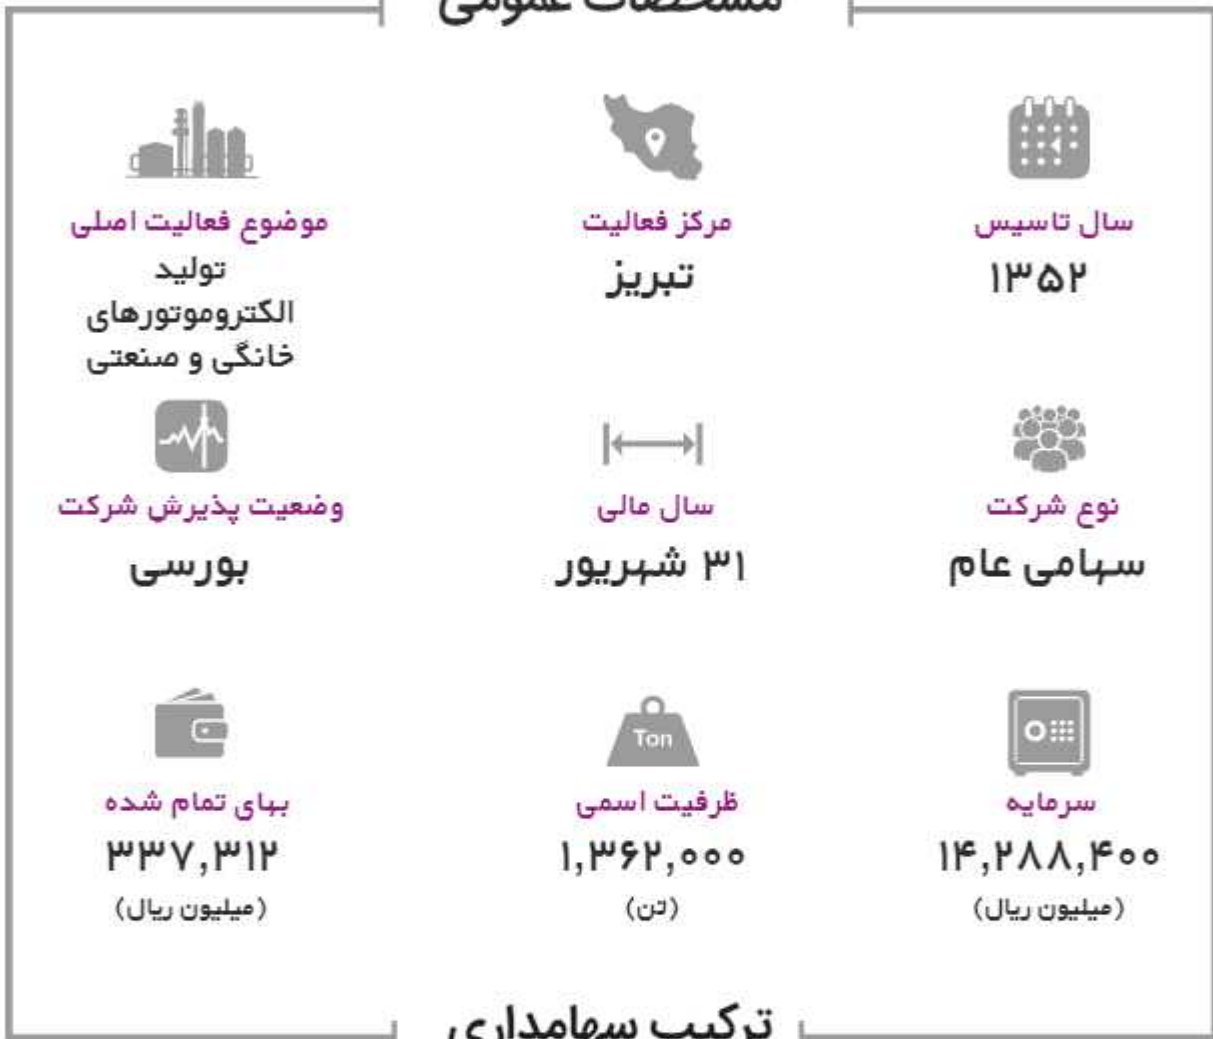 مشخصات عمومی
سال تاسیس
۱۳۵۲
مرکز فعالیت
تبریز
موضوع فعالیت اصلی
تولید
الکتروموتورهای
خانگی و صنعتی
نوع شرکت
سهامی عام
سال مالی
۳۱ شهریور
وضعیت پذیرش شرکت
بورسی
سرمایه
۱۴,۲۸۸,۴۰۰
(میلیون ریال)
Ton
ظرفیت اسمی
۱,۳۶۲,۰۰۰
(تن)
بهای تمام شده
۳۳۷,۳۱۲
(میلیون ریال)
ترکیب سهامداری